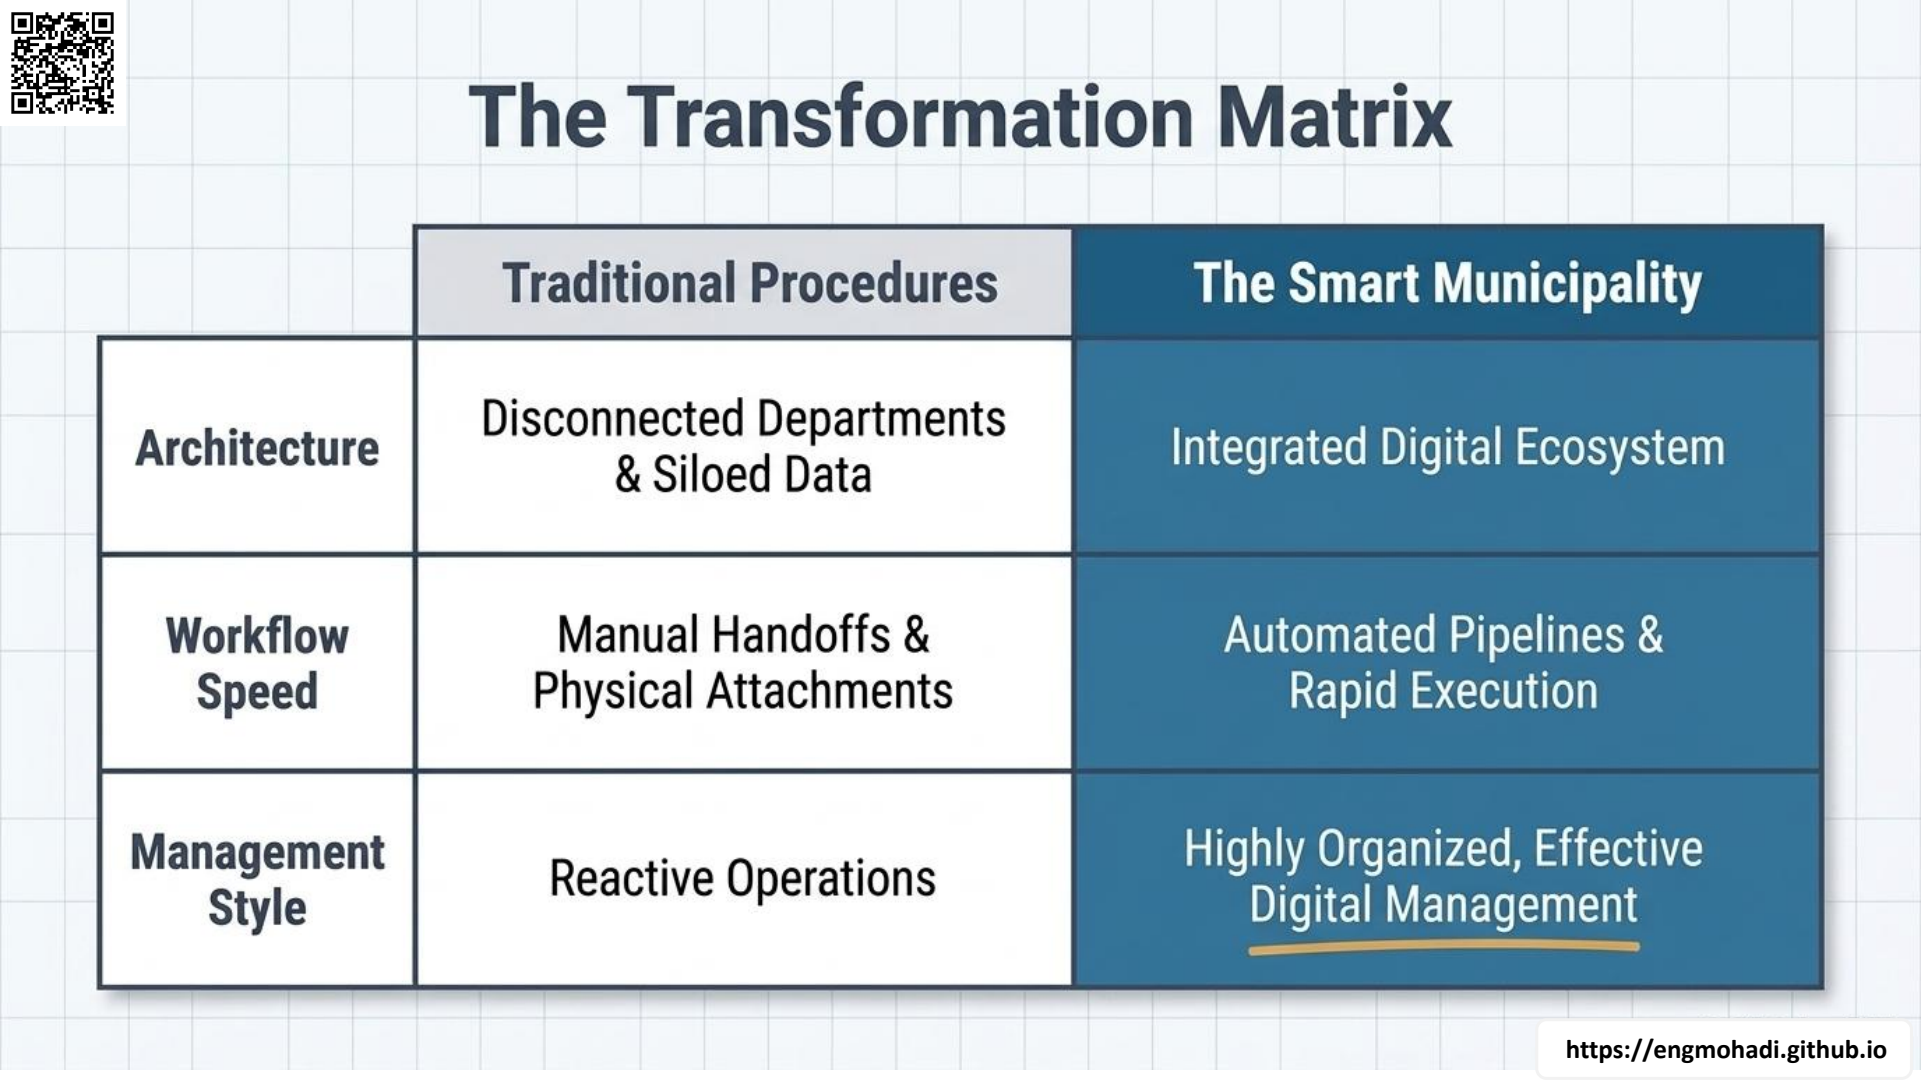 The Transformation Matrix
Traditional Procedures
The Smart Municipality
Architecture
Disconnected Departments
& Siloed Data
Integrated Digital Ecosystem
Workflow
Speed
Manual Handoffs &
Physical Attachments
Automated Pipelines &
Rapid Execution
Management
Style
Reactive Operations
Highly Organized, Effective
Digital Management
https://engmohadi.github.io